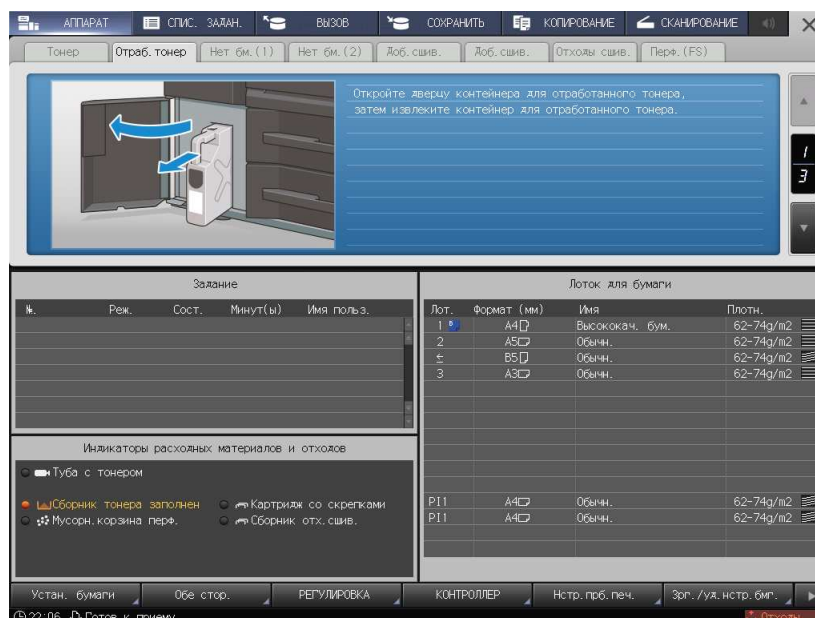 АППАРАТ СПИС. ЗАДАН. ВЫЗОВ СОХРАНИТЬ КОПИРОВАНИЕ СКАНИРОВАНИЕ
Тонер Отраб. тонер Нет бм.(1) Нет бм.(2) Доб. сшив. Доб. сшив. Отходы сшив. Перф.(FS)
Откройте дверцу контейнера для отработанного тонера,
затем извлеките контейнер для отработанного тонера.
1
3
Задание
№. Реж. Сост. Минут(ы) Имя польз.
Лоток для бумаги
Лот. Формат (мм) Имя Плотн.
1 A4 Высококач. бум. 62-74g/m2
2 A5 Обычн. 62-74g/m2
B5 Обычн. 62-74g/m2
3 A3 Обычн. 62-74g/m2
PI1 A4 Обычн. 62-74g/m2
PI1 A4 Обычн. 62-74g/m2
Индикаторы расходных материалов и отходов
Туба с тонером
Сборник тонера заполнен Картридж со скрепками
Мусорн. корзина перф. Сборник отх. сшив.
Устан. бумаги Обе стор. РЕГУЛИРОВКА КОНТРОЛЛЕР Нстр. прб. печ. Зрг./уд. нстр. бмг.
22:06 Готов к приему Отходы